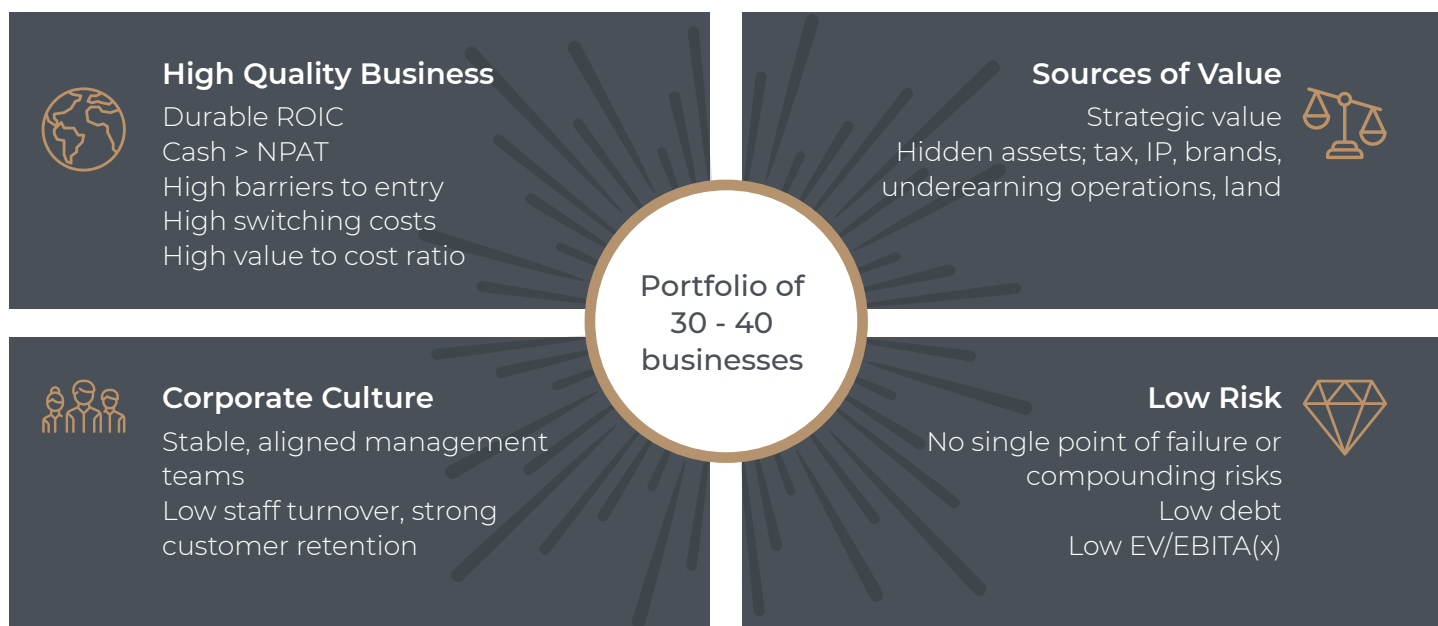 High Quality Business
Durable ROIC
Cash > NPAT
High barriers to entry
High switching costs
High value to cost ratio
Sources of Value
Strategic value
Hidden assets; tax, IP, brands,
underearning operations, land
Portfolio of
30 - 40
businesses
Corporate Culture
Stable, aligned management
teams
Low staff turnover, strong
customer retention
Low Risk
No single point of failure or
compounding risks
Low debt
Low EV/EBITA(x)